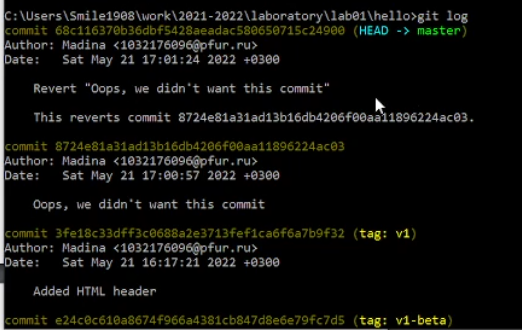 C:\Users\Smile1908\work\2021-2022\laboratory\lab01\hello>git log
commit 68c116370b36dbf5428aeadac580650715c24900 (HEAD -> master)
Author: Madina <1032176096@pfur.ru>
Date:   Sat May 21 17:01:24 2022 +0300
Revert "Oops, we didn't want this commit"
This reverts commit 8724e81a31ad13b16db4206f00aa11896224ac03.
commit 8724e81a31ad13b16db4206f00aa11896224ac03
Author: Madina <1032176096@pfur.ru>
Date:   Sat May 21 17:00:57 2022 +0300
Oops, we didn't want this commit
commit 3fe18c33dff3c0688a2e3713fef1ca6f6a7b9f32 (tag: v1)
Author: Madina <1032176096@pfur.ru>
Date:   Sat May 21 16:17:21 2022 +0300
Added HTML header
commit e24c0c610a8674f966a4381cb847d8e6e79fc7d5 (tag: v1-beta)